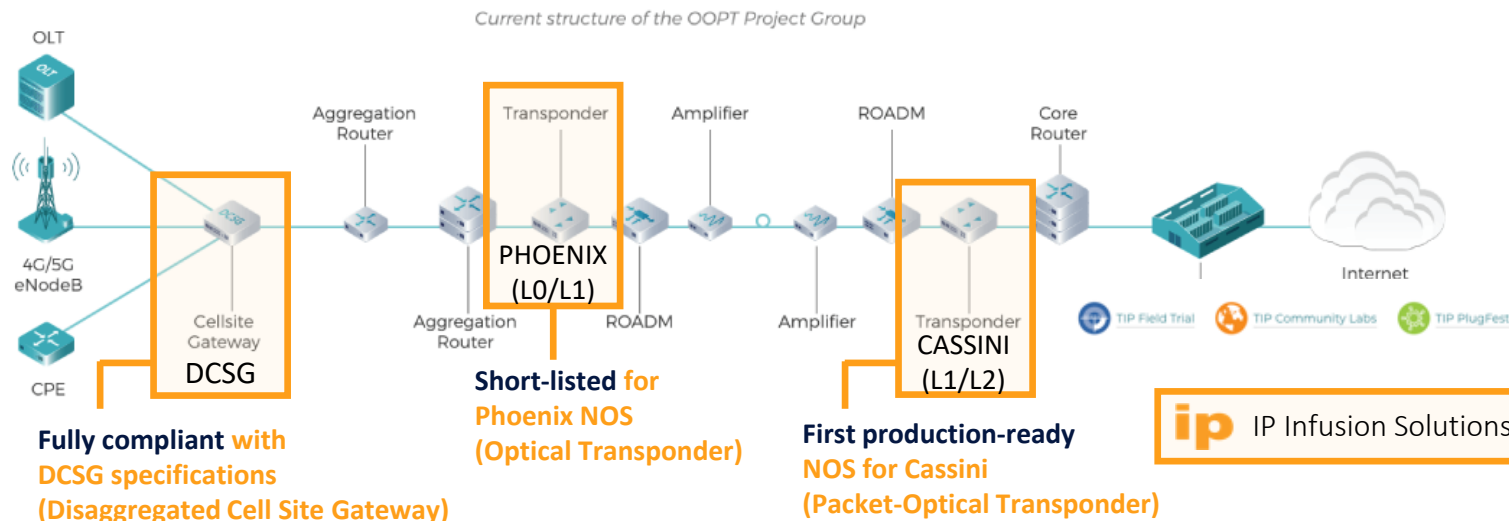 Current structure of the OOPT Project Group
OLT
OLT
4G/5G
eNodeB
CPE
DCSG
Cellsite
Gateway
DCSG
Aggregation
Router
Aggregation
Router
Transponder
PHOENIX
(L0/L1)
ROADM
Amplifier
Amplifier
ROADM
Transponder
CASSINI
(L1/L2)
Core
Router
Internet
TIP Field Trial
TIP Community Labs
TIP PlugFest
Fully compliant with
DCSG specifications
(Disaggregated Cell Site Gateway)
Short-listed for
Phoenix NOS
(Optical Transponder)
First production-ready
NOS for Cassini
(Packet-Optical Transponder)
ip IP Infusion Solutions